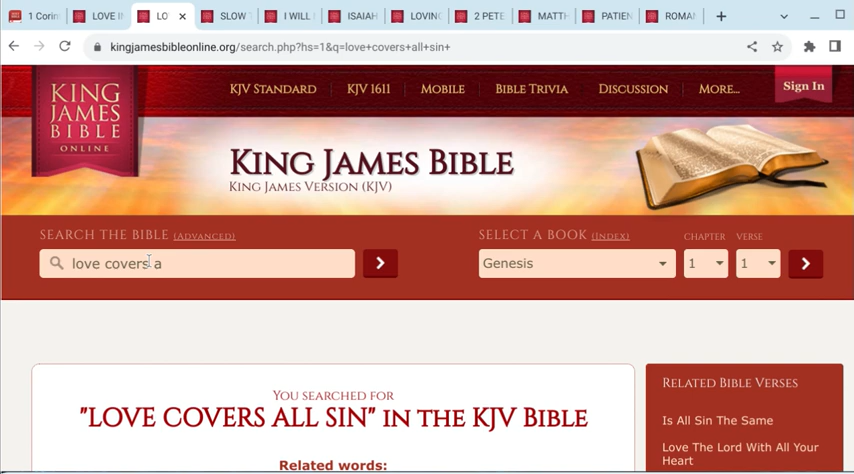 1 Corin
LOVE IN
LO
SLOW T
I WILL
ISAIAH
LOVING
2 PETE
MATTH
PATIEN
ROMAN
kingjamesbibleonline.org/search.php?hs=1&q=love+covers+all+sin+
KING
JAMES
BIBLE
ONLINE
KJV STANDARD
KJV 1611
MOBILE
BIBLE TRIVIA
DISCUSSION
MORE...
Sign In
KING JAMES BIBLE
KING JAMES VERSION (KJV)
SEARCH THE BIBLE (ADVANCED)
SELECT A BOOK (INDEX)
CHAPTER
VERSE
love covers a
Genesis
1
1
YOU SEARCHED FOR
"LOVE COVERS ALL SIN" IN THE KJV BIBLE
Related words:
RELATED BIBLE VERSES
Is All Sin The Same
Love The Lord With All Your
Heart